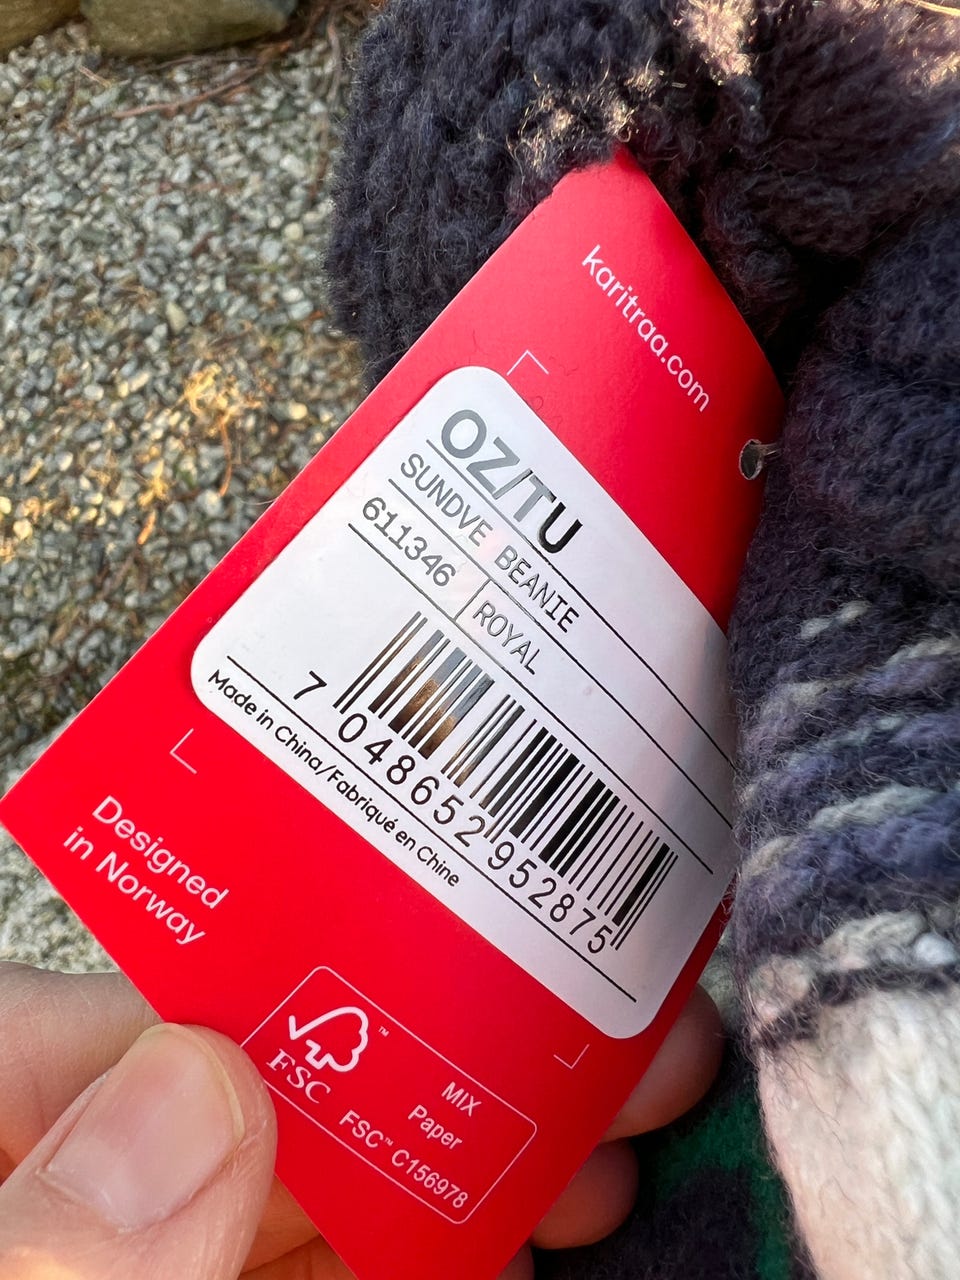 karitraa.com
OZ/TU
SUNDVE BEANIE
611346 ROYAL
7 048652 952875
Made in China/Fabriqué en Chine
Designed
in Norway
FSC
™
MIX
Paper
FSC™ C156978